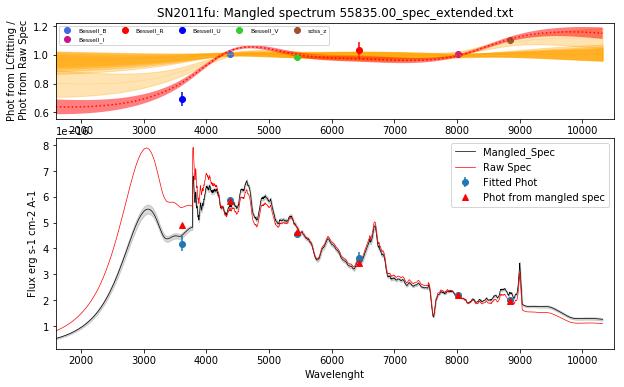 SN2011fu: Mangled spectrum 55835.00_spec_extended.txt
Phot from LCfitting /
Phot from Raw Spec
1.2
1.0
0.8
0.6
Bessell_B
Bessell_I
Bessell_R
Bessell_U
Bessell_V
sdss_z
2000 3000 4000 5000 6000 7000 8000 9000 10000
1e−16
Flux erg s-1 cm-2 A-1
8
7
6
5
4
3
2
1
Mangled_Spec
Raw Spec
Fitted Phot
Phot from mangled spec
2000 3000 4000 5000 6000 7000 8000 9000 10000
Wavelenght